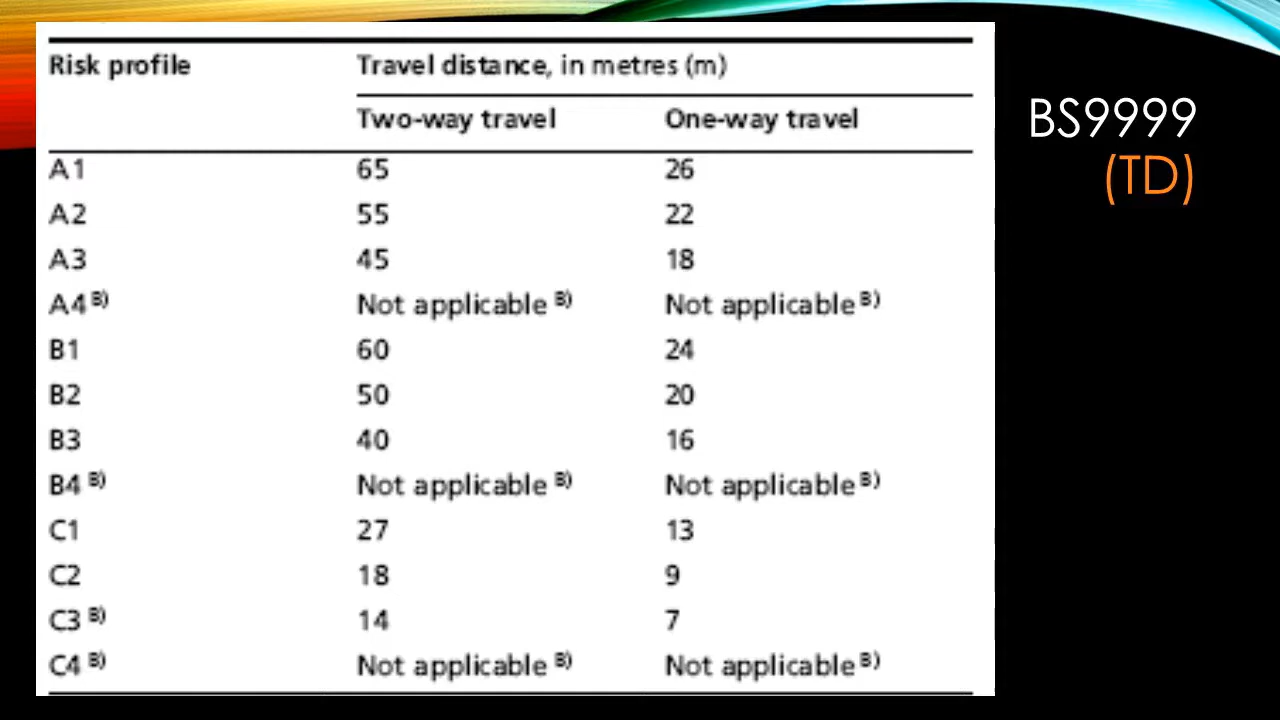 Risk profile Travel distance, in metres (m)
Two-way travel One-way travel
A1 65 26
A2 55 22
A3 45 18
A4 B) Not applicable B) Not applicable B)
B1 60 24
B2 50 20
B3 40 16
B4 B) Not applicable B) Not applicable B)
C1 27 13
C2 18 9
C3 B) 14 7
C4 B) Not applicable B) Not applicable B)
BS9999
(TD)